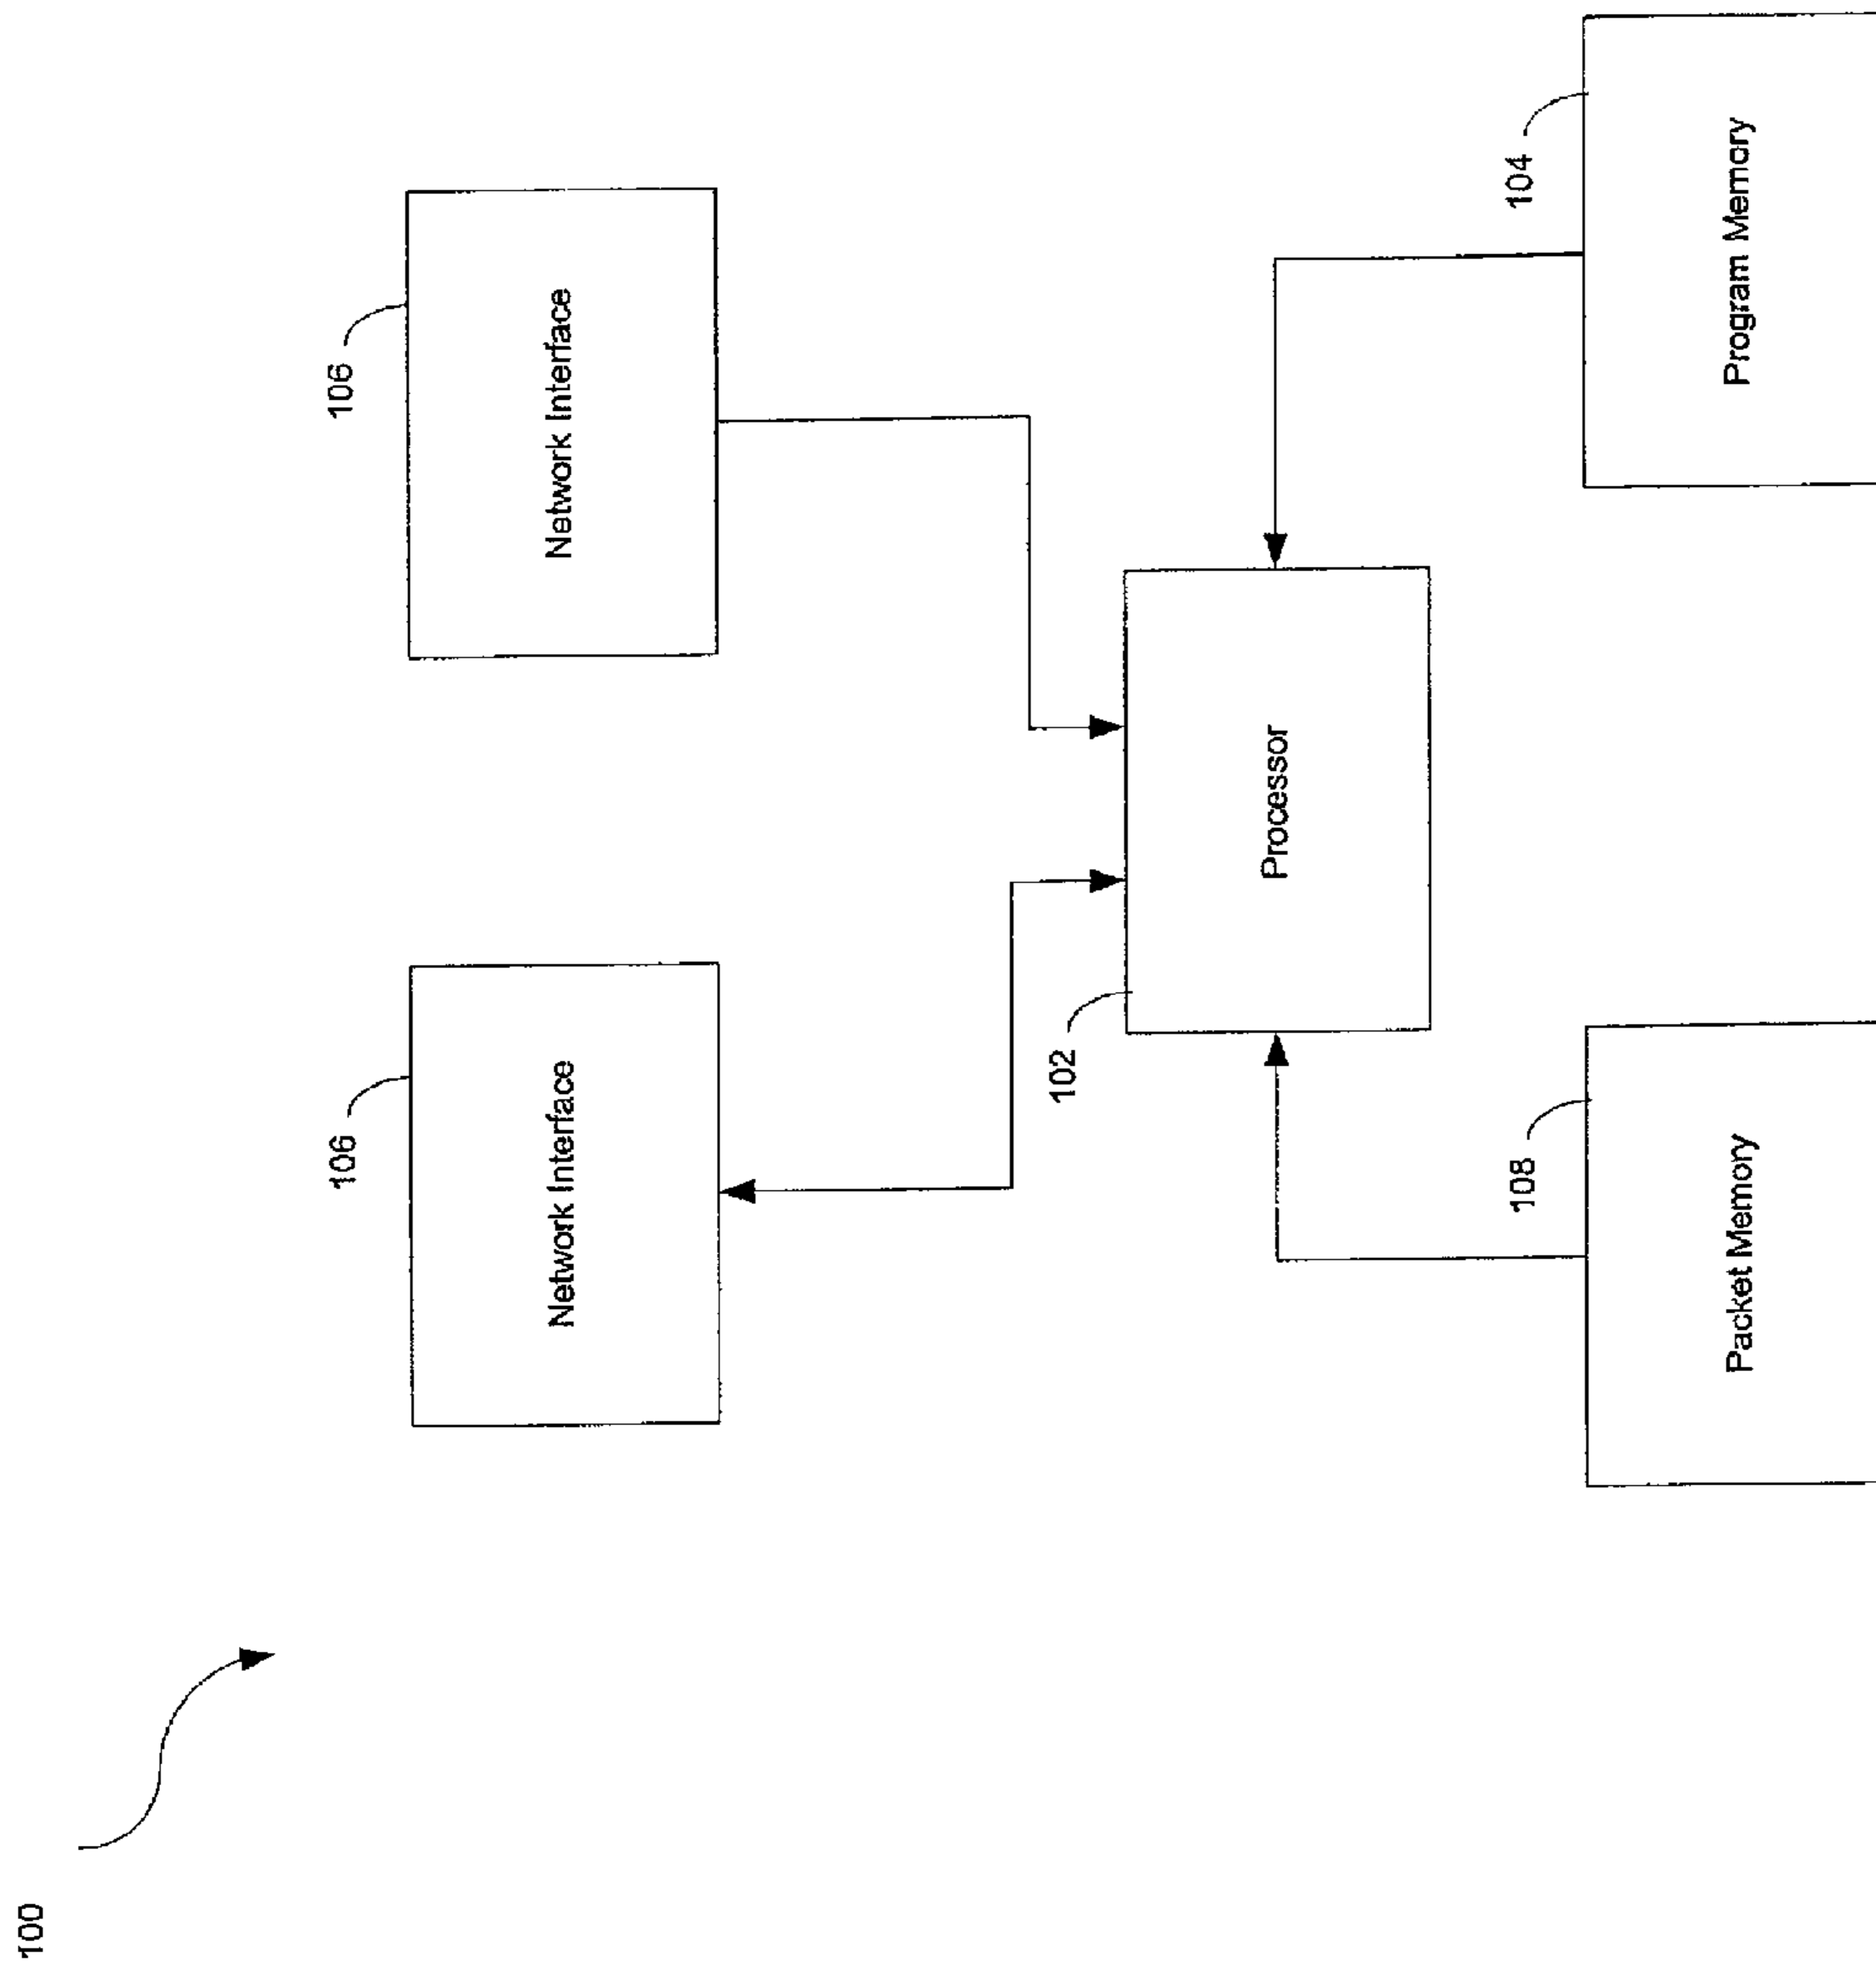 100
106
Network Interface
106
Network Interface
102
Processor
108
Packet Memory
104
Program Memory